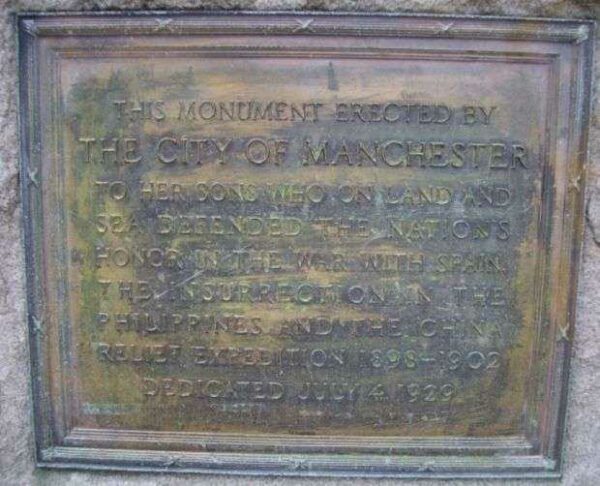 THIS MONUMENT ERECTED BY
THE CITY OF MANCHESTER
TO HER SONS WHO ON LAND AND
SEA DEFENDED THE NATION'S
HONOR IN THE WAR WITH SPAIN,
THE INSURRECTION IN THE
PHILIPPINES AND THE CHINA
RELIEF EXPEDITION 1898-1902
DEDICATED JULY 4, 1929